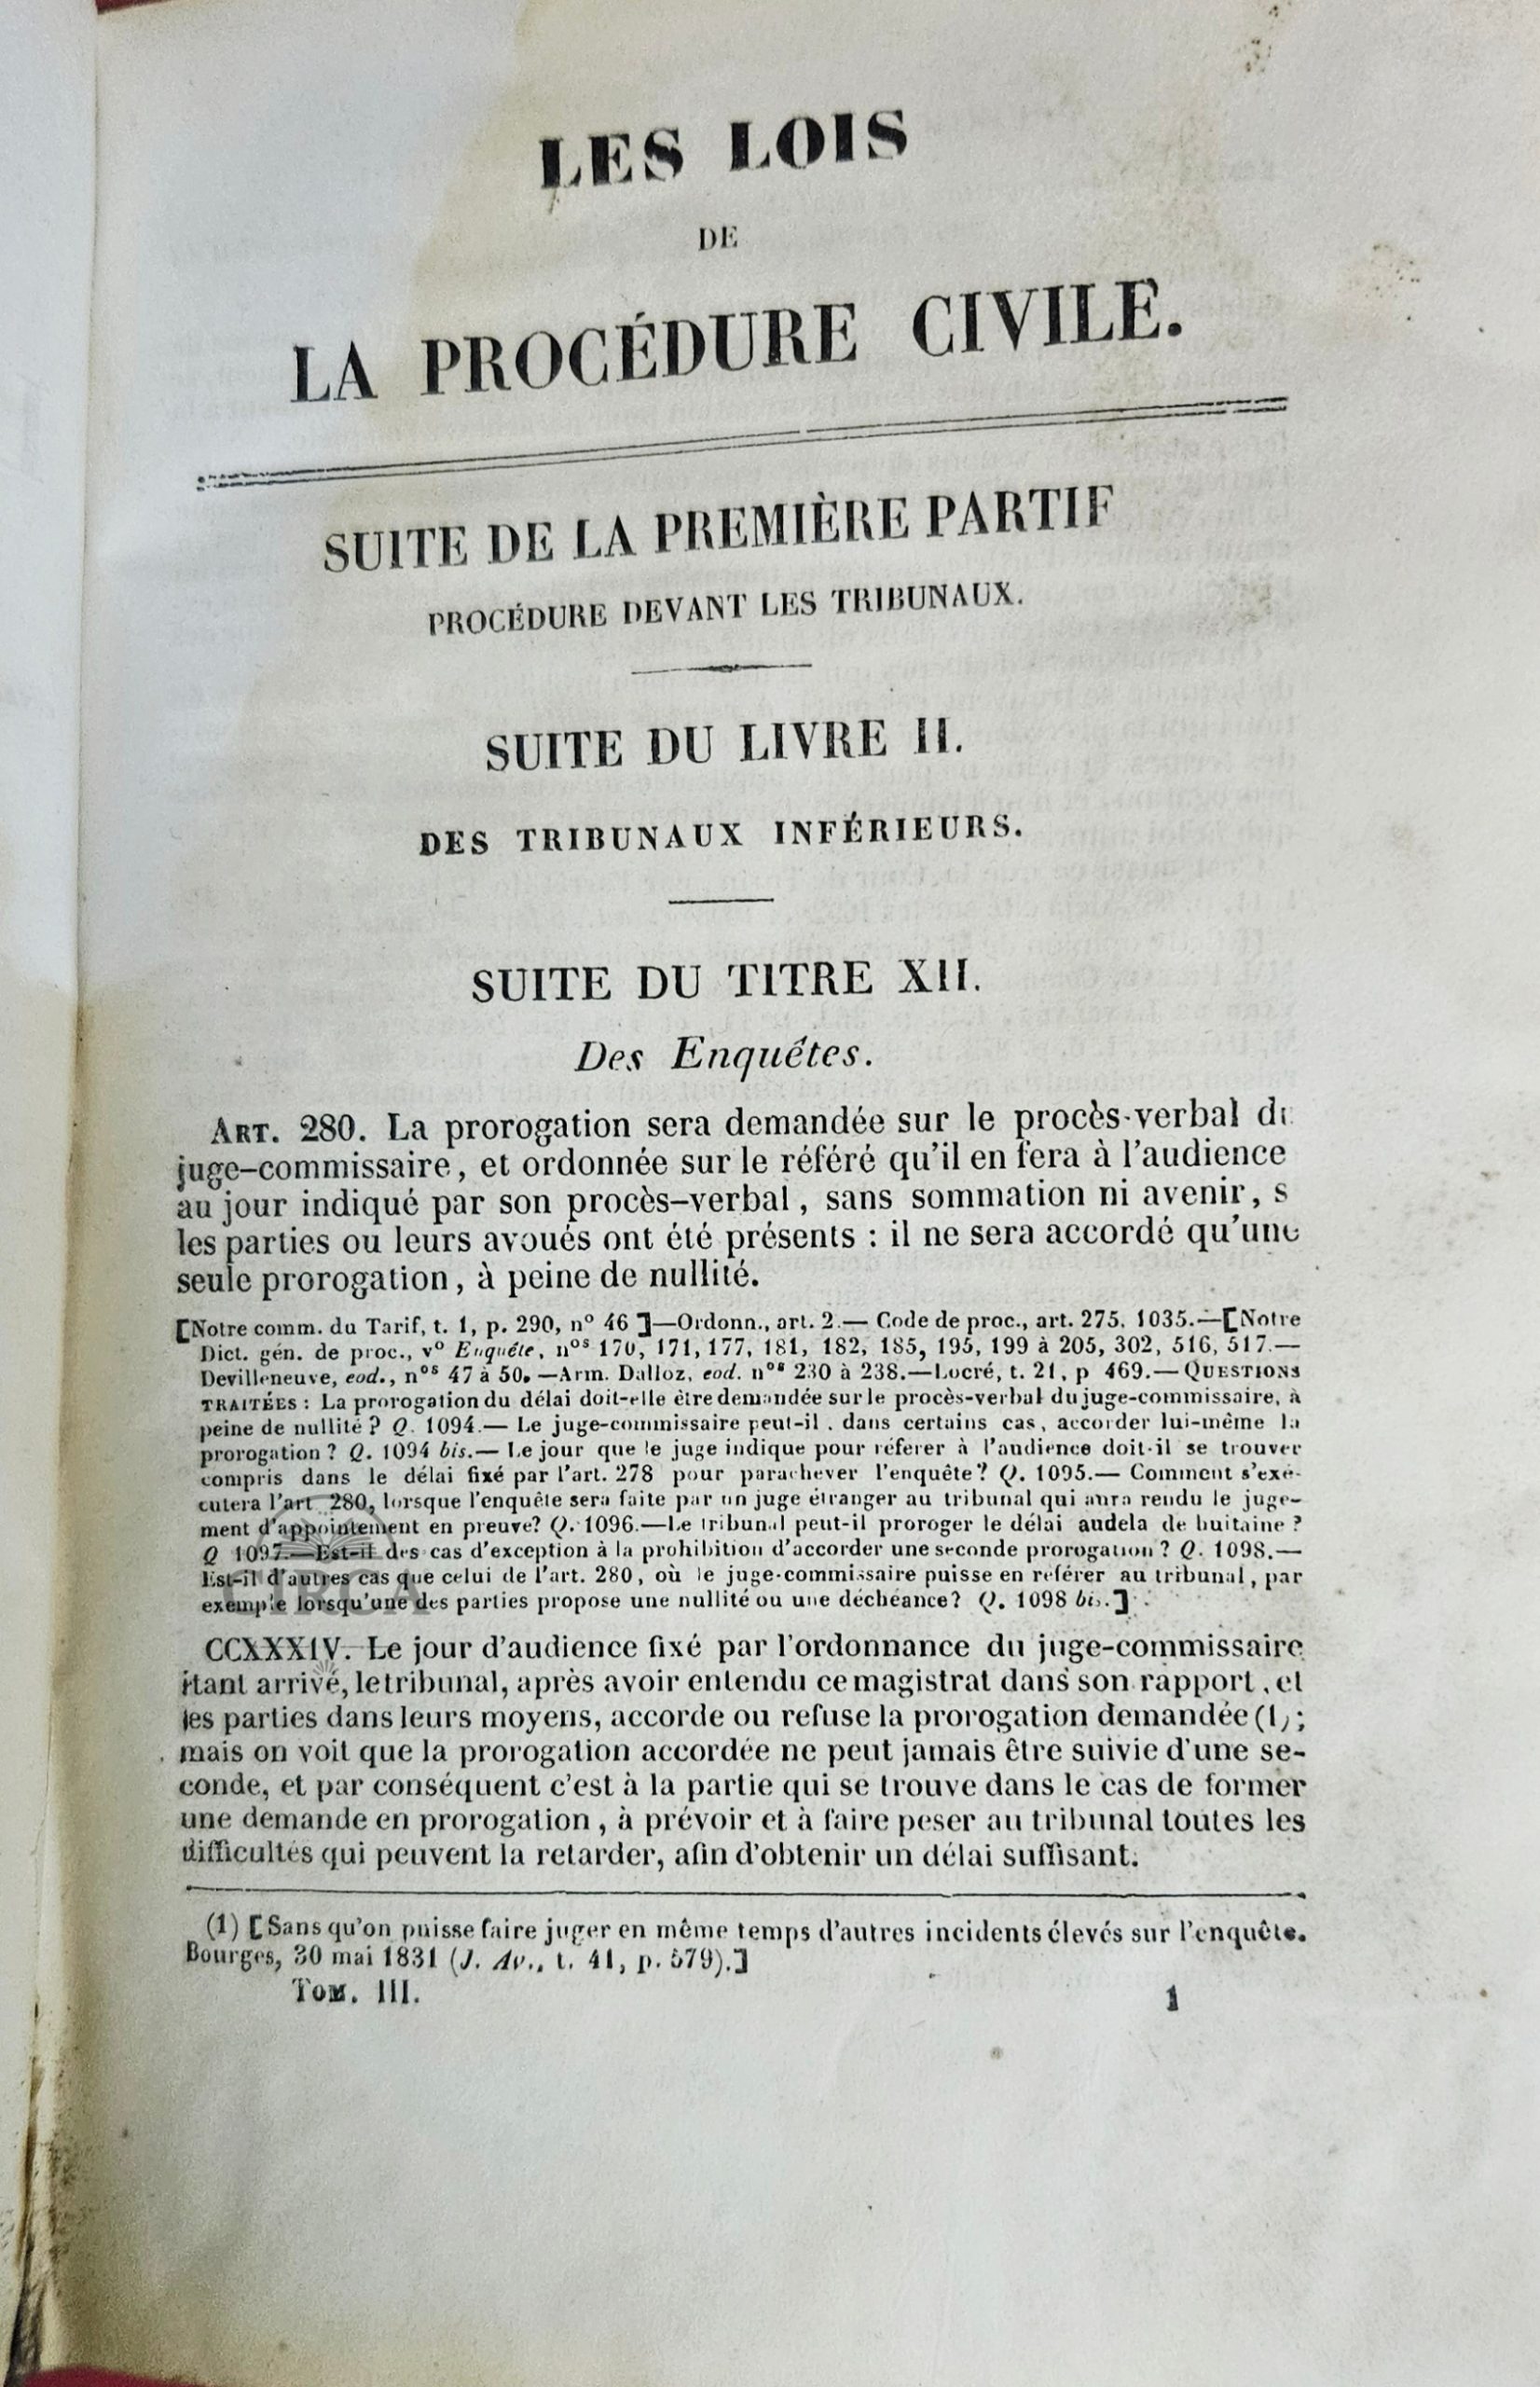 LES LOIS
DE
LA PROCÉDURE CIVILE.
SUITE DE LA PREMIÈRE PARTIE
PROCÉDURE DEVANT LES TRIBUNAUX.
SUITE DU LIVRE II.
DES TRIBUNAUX INFÉRIEURS.
SUITE DU TITRE XII.
Des Enquêtes.
ART. 280. La prorogation sera demandée sur le procès-verbal du
juge-commissaire, et ordonnée sur le référé qu'il en fera à l'audience
au jour indiqué par son procès-verbal, sans sommation ni avenir, s
les parties ou leurs avoués ont été présents : il ne sera accordé qu'une
seule prorogation, à peine de nullité.
[Notre comm. du Tarif, t. 1, p. 290, n° 46]—Ordonn., art. 2.— Code de proc., art. 275, 1035.—[Notre
Dict. gén. de proc., v° Enquête, nos 170, 171, 177, 181, 182, 185, 195, 199 à 205, 302, 516, 517.—
Devilleneuve, eod., nos 47 à 50.—Arm. Dalloz, eod. nos 230 à 238.—Locré, t. 21, p 469.—QUESTIONS
TRAITÉES : La prorogation du délai doit-elle être demandée sur le procès-verbal du juge-commissaire, à
peine de nullité ? Q. 1094.— Le juge-commissaire peut-il, dans certains cas, accorder lui-même la
prorogation ? Q. 1094 bis.— Le jour que le juge indique pour référer à l'audience doit-il se trouver
compris dans le délai fixé par l'art. 278 pour parachever l'enquête ? Q. 1095.— Comment s'exé-
cutera l'art 280, lorsque l'enquête sera faite par un juge étranger au tribunal qui aura rendu le juge-
ment d'appointement en preuve? Q. 1096.—Le tribunal peut-il proroger le délai audela de huitaine ?
Q 1097.—Est-il des cas d'exception à la prohibition d'accorder une seconde prorogation ? Q. 1098.—
Est-il d'autres cas que celui de l'art. 280, où le juge-commissaire puisse en référer au tribunal, par
exemple lorsqu'une des parties propose une nullité ou une déchéance? Q. 1098 bis.]
CCXXXIV. Le jour d'audience fixé par l'ordonnance du juge-commissaire
étant arrivé, le tribunal, après avoir entendu ce magistrat dans son rapport, et
les parties dans leurs moyens, accorde ou refuse la prorogation demandée (1);
mais on voit que la prorogation accordée ne peut jamais être suivie d'une se-
conde, et par conséquent c'est à la partie qui se trouve dans le cas de former
une demande en prorogation, à prévoir et à faire peser au tribunal toutes les
difficultés qui peuvent la retarder, afin d'obtenir un délai suffisant.
(1) [Sans qu'on puisse faire juger en même temps d'autres incidents élevés sur l'enquête.
Bourges, 30 mai 1831 (J. Av., t. 41, p. 579).]
TOM. III. 1